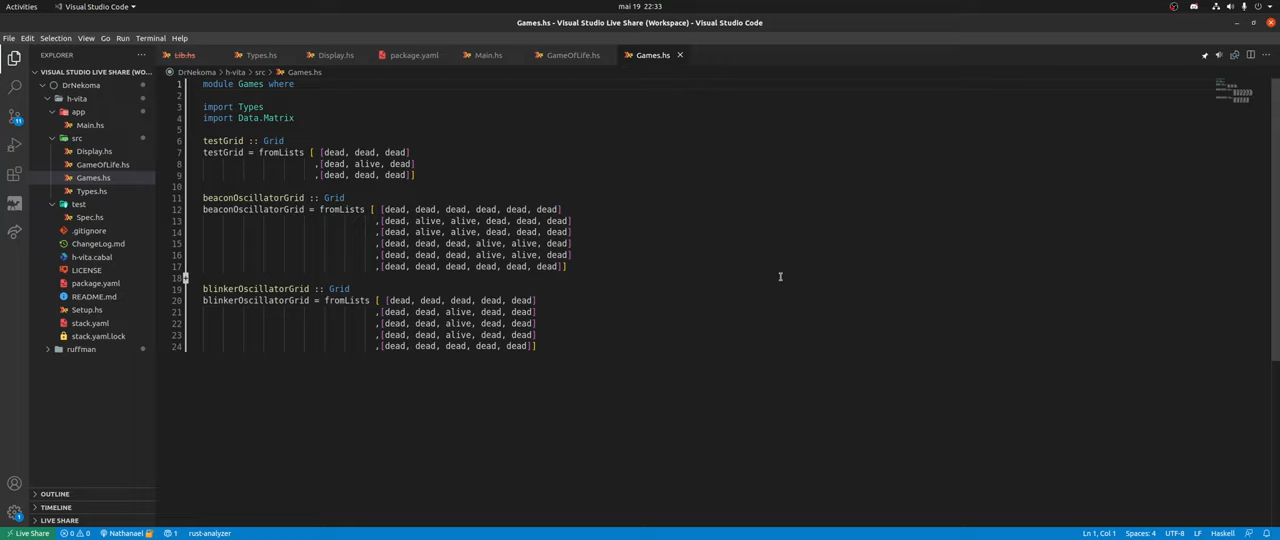 Activities
Visual Studio Code
mai 19 22:33
Games.hs - Visual Studio Live Share (Workspace) - Visual Studio Code
File Edit Selection View Go Run Terminal Help
EXPLORER
Lib.hs
Types.hs
Display.hs
package.yaml
Main.hs
GameOfLife.hs
Games.hs
VISUAL STUDIO LIVE SHARE (WO...
DrNekoma
h-vita
app
Main.hs
src
Display.hs
GameOfLife.hs
Games.hs
Types.hs
test
Spec.hs
.gitignore
ChangeLog.md
h-vita.cabal
LICENSE
package.yaml
README.md
Setup.hs
stack.yaml
stack.yaml.lock
ruffman
OUTLINE
TIMELINE
LIVE SHARE
11
1
DrNekoma > h-vita > src > Games.hs
1 module Games where
2
3 import Types
4 import Data.Matrix
5
6 testGrid :: Grid
7 testGrid = fromLists [ [dead, dead, dead]
8 ,[dead, alive, dead]
9 ,[dead, dead, dead]]
10
11 beaconOscillatorGrid :: Grid
12 beaconOscillatorGrid = fromLists [ [dead, dead, dead, dead, dead, dead]
13 ,[dead, alive, alive, dead, dead, dead]
14 ,[dead, alive, alive, dead, dead, dead]
15 ,[dead, dead, dead, alive, alive, dead]
16 ,[dead, dead, dead, alive, alive, dead]
17 ,[dead, dead, dead, dead, dead, dead]]
18
19 blinkerOscillatorGrid :: Grid
20 blinkerOscillatorGrid = fromLists [ [dead, dead, dead, dead, dead]
21 ,[dead, dead, alive, dead, dead]
22 ,[dead, dead, alive, dead, dead]
23 ,[dead, dead, alive, dead, dead]
24 ,[dead, dead, dead, dead, dead]]
Live Share 0 0 Nathanael 1 rust-analyzer
Ln 1, Col 1 Spaces: 4 UTF-8 LF Haskell